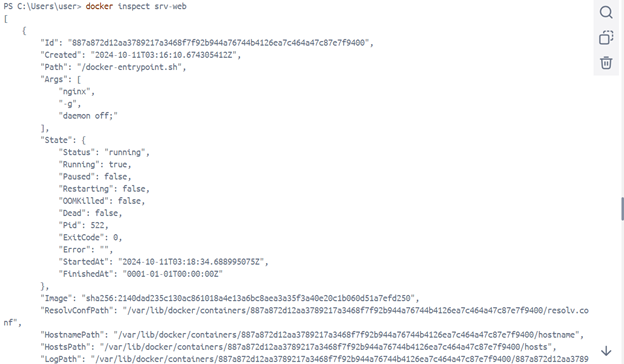 PS C:\Users\user> docker inspect srv-web
[
    {
        "Id": "887a872d12aa3789217a3468f7f92b944a76744b4126ea7c464a47c87e7f9400",
        "Created": "2024-10-11T03:16:10.674305412Z",
        "Path": "/docker-entrypoint.sh",
        "Args": [
            "nginx",
            "-g",
            "daemon off;"
        ],
        "State": {
            "Status": "running",
            "Running": true,
            "Paused": false,
            "Restarting": false,
            "OOMKilled": false,
            "Dead": false,
            "Pid": 522,
            "ExitCode": 0,
            "Error": "",
            "StartedAt": "2024-10-11T03:18:34.688995075Z",
            "FinishedAt": "0001-01-01T00:00:00Z"
        },
        "Image": "sha256:2140dad235c130ac861018a4e13a6bc8aea3a35f3a40e20c1b060d51a7efd250",
        "ResolvConfPath": "/var/lib/docker/containers/887a872d12aa3789217a3468f7f92b944a76744b4126ea7c464a47c87e7f9400/resolv.co
nf",
        "HostnamePath": "/var/lib/docker/containers/887a872d12aa3789217a3468f7f92b944a76744b4126ea7c464a47c87e7f9400/hostname",
        "HostsPath": "/var/lib/docker/containers/887a872d12aa3789217a3468f7f92b944a76744b4126ea7c464a47c87e7f9400/hosts",
        "LogPath": "/var/lib/docker/containers/887a872d12aa3789217a3468f7f92b944a76744b4126ea7c464a47c87e7f9400/887a872d12aa3789